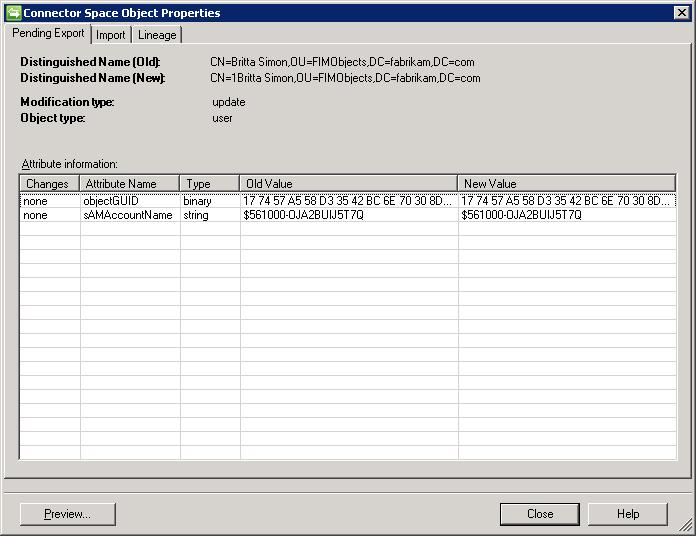 Connector Space Object Properties
Pending Export Import Lineage
Distinguished Name (Old): CN=Britta Simon,OU=FIMObjects,DC=fabrikam,DC=com
Distinguished Name (New): CN=1Britta Simon,OU=FIMObjects,DC=fabrikam,DC=com
Modification type: update
Object type: user
Attribute information:
Changes Attribute Name Type Old Value New Value
none objectGUID binary 17 74 57 A5 58 D3 35 42 BC 6E 70 30 8D... 17 74 57 A5 58 D3 35 42 BC 6E 70 30 8D...
none sAMAccountName string $561000-OJA2BUIJ5T7Q $561000-OJA2BUIJ5T7Q
Preview... Close Help